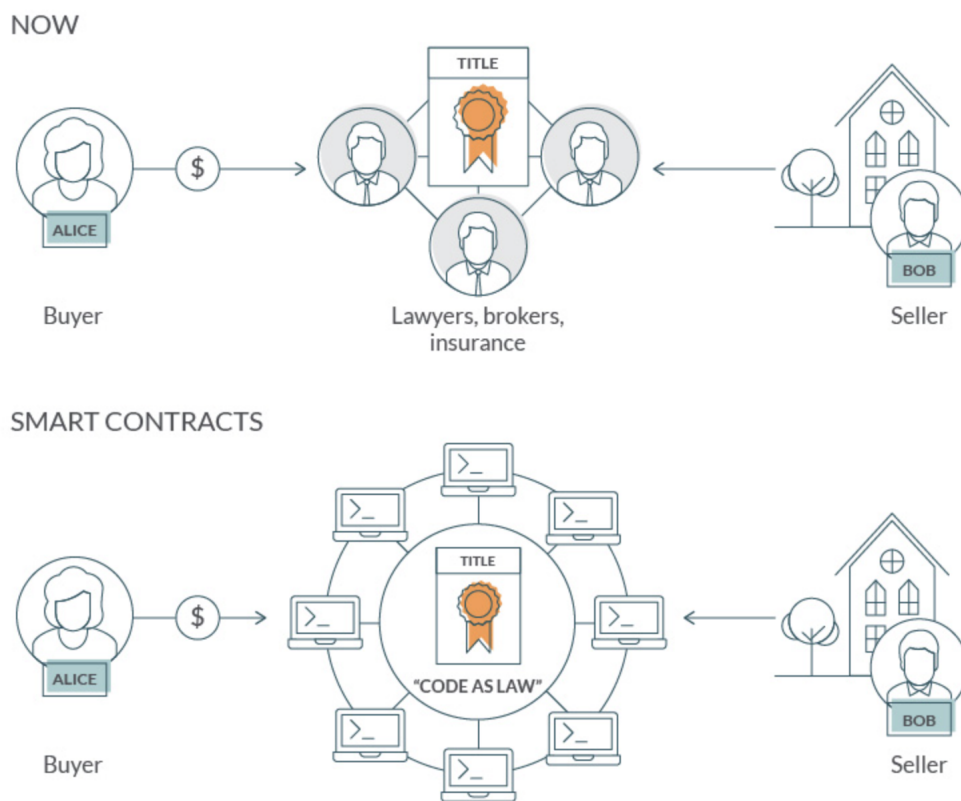 NOW
TITLE
$
ALICE
BOB
Buyer
Lawyers, brokers,
insurance
Seller
SMART CONTRACTS
>_
>_
>_
TITLE
$
>_
>_
ALICE
"CODE AS LAW"
BOB
>_
>_
>_
Buyer
Seller